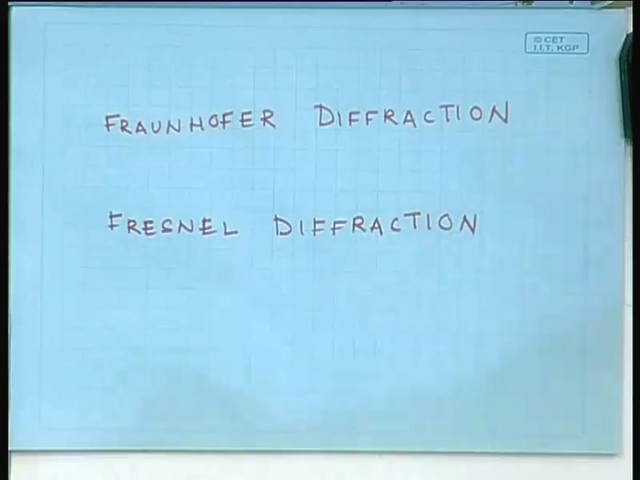 © CET
I.I.T. KGP
FRAUNHOFER DIFFRACTION
FRESNEL DIFFRACTION